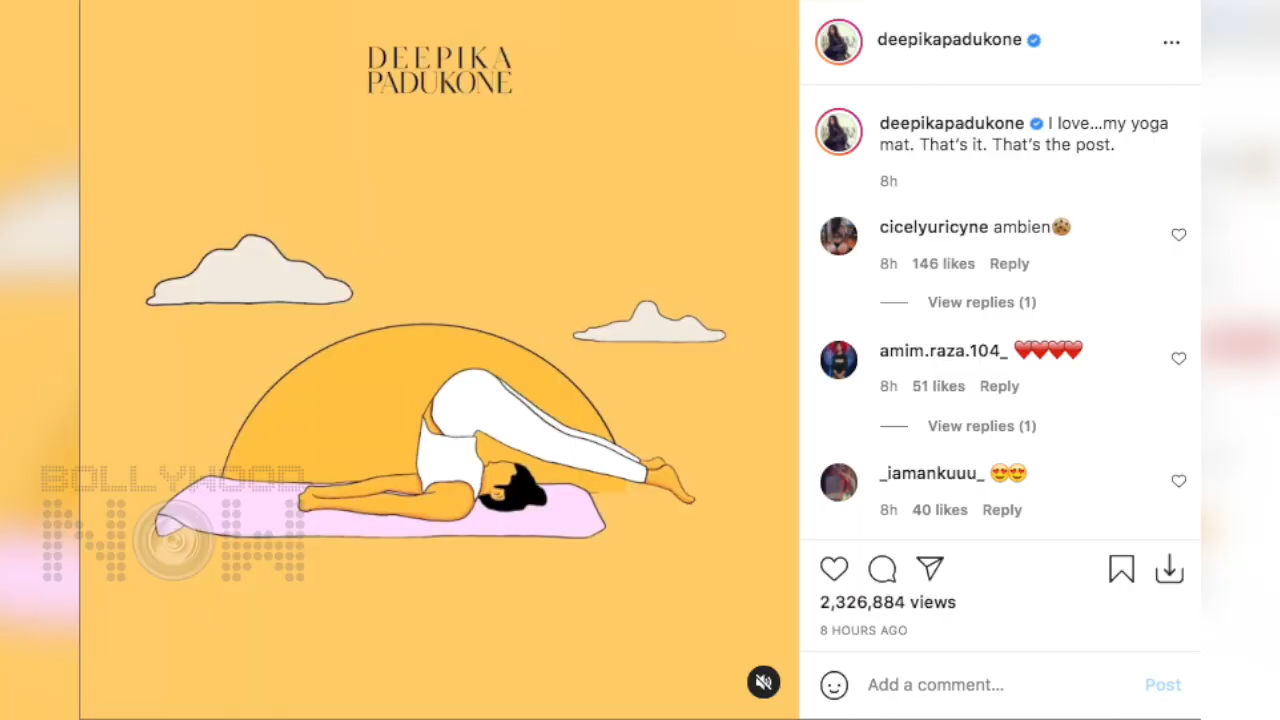 DEEPIKA
PADUKONE
BOLLYWOOD
NOW
deepikapadukone
deepikapadukone I love...my yoga
mat. That's it. That's the post.
8h
cicelyuricyne ambien🍪
8h 146 likes Reply
View replies (1)
amim.raza.104_ ❤️❤️❤️❤️
8h 51 likes Reply
View replies (1)
_iamankuuu_ 😍😍
8h 40 likes Reply
2,326,884 views
8 HOURS AGO
Add a comment... Post